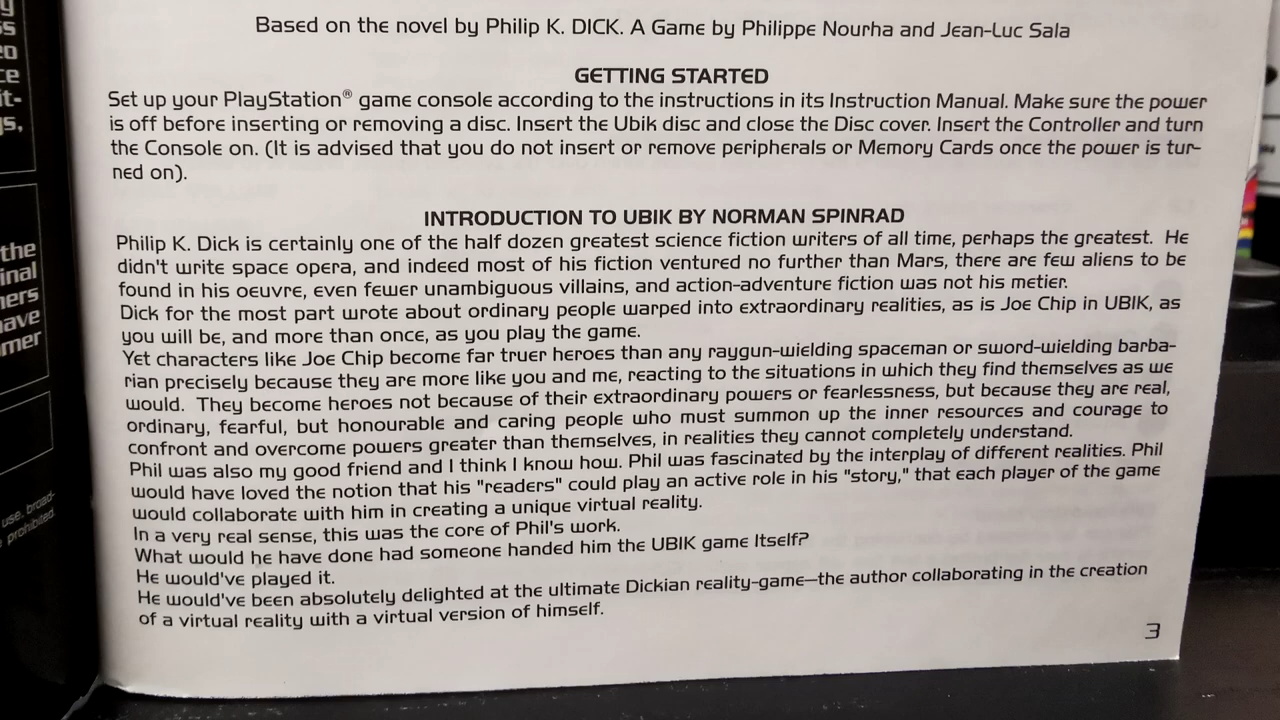 Based on the novel by Philip K. DICK. A Game by Philippe Nourha and Jean-Luc Sala
GETTING STARTED
Set up your PlayStation® game console according to the instructions in its Instruction Manual. Make sure the power
is off before inserting or removing a disc. Insert the Ubik disc and close the Disc cover. Insert the Controller and turn
the Console on. (It is advised that you do not insert or remove peripherals or Memory Cards once the power is tur-
ned on).
INTRODUCTION TO UBIK BY NORMAN SPINRAD
Philip K. Dick is certainly one of the half dozen greatest science fiction writers of all time, perhaps the greatest. He
didn't write space opera, and indeed most of his fiction ventured no further than Mars, there are few aliens to be
found in his oeuvre, even fewer unambiguous villains, and action-adventure fiction was not his metier.
Dick for the most part wrote about ordinary people warped into extraordinary realities, as is Joe Chip in UBIK, as
you will be, and more than once, as you play the game.
Yet characters like Joe Chip become far truer heroes than any raygun-wielding spaceman or sword-wielding barba-
rian precisely because they are more like you and me, reacting to the situations in which they find themselves as we
would. They become heroes not because of their extraordinary powers or fearlessness, but because they are real,
ordinary, fearful, but honourable and caring people who must summon up the inner resources and courage to
confront and overcome powers greater than themselves, in realities they cannot completely understand.
Phil was also my good friend and I think I know how. Phil was fascinated by the interplay of different realities. Phil
would have loved the notion that his "readers" could play an active role in his "story," that each player of the game
would collaborate with him in creating a unique virtual reality.
In a very real sense, this was the core of Phil's work.
What would he have done had someone handed him the UBIK game Itself?
He would've played it.
He would've been absolutely delighted at the ultimate Dickian reality-game—the author collaborating in the creation
of a virtual reality with a virtual version of himself.
3
the
use, broad-
prohibited.